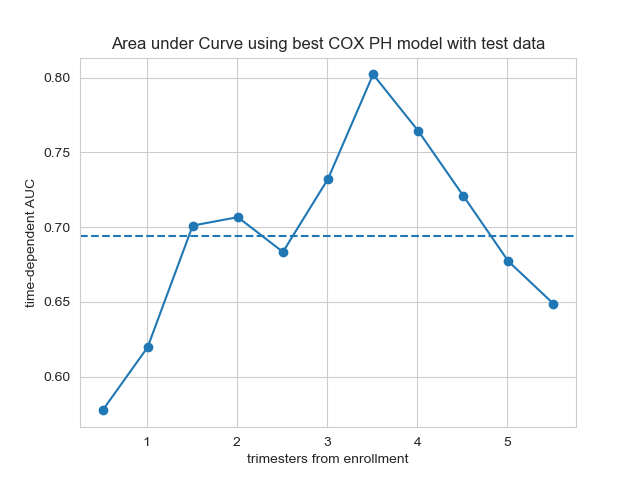 Area under Curve using best COX PH model with test data
time-dependent AUC
0.80
0.75
0.70
0.65
0.60
1 2 3 4 5
trimesters from enrollment